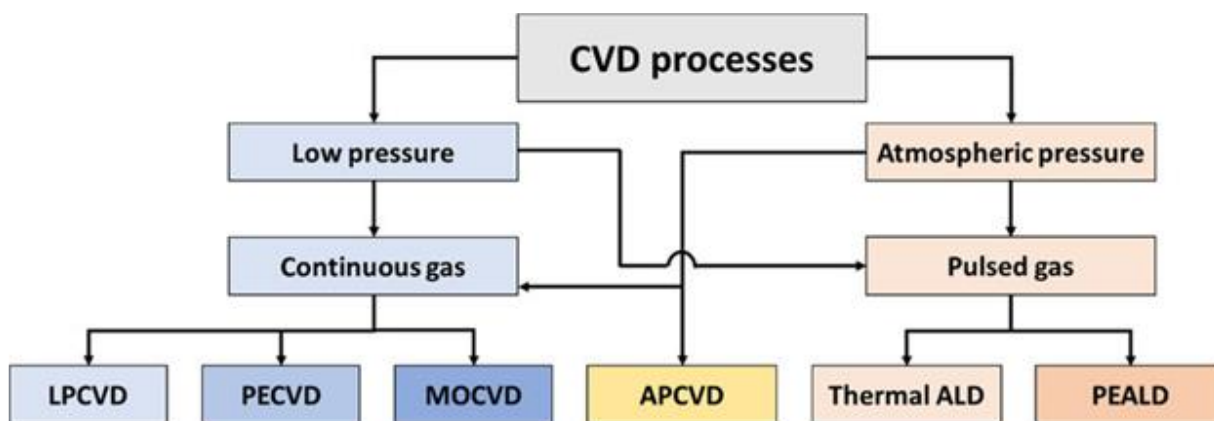 CVD processes
Low pressure
Atmospheric pressure
Continuous gas
Pulsed gas
LPCVD
PECVD
MOCVD
APCVD
Thermal ALD
PEALD